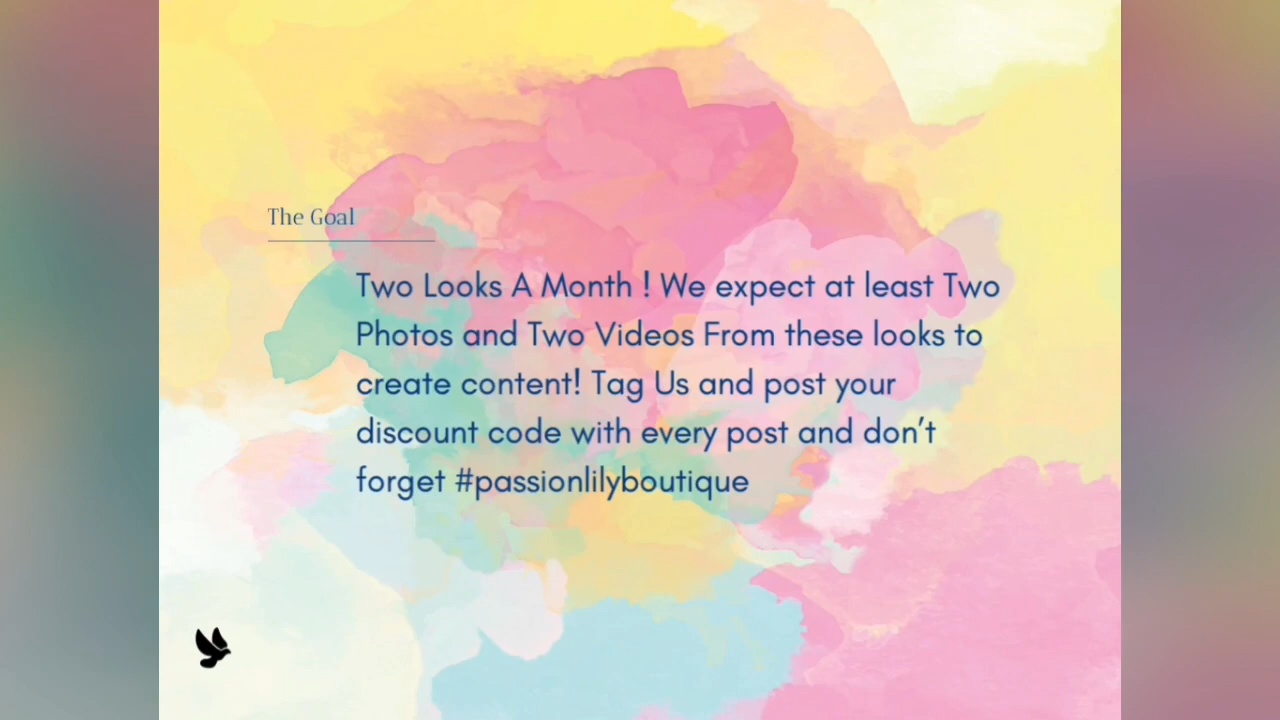 The Goal
Two Looks A Month ! We expect at least Two
Photos and Two Videos From these looks to
create content! Tag Us and post your
discount code with every post and don't
forget #passionlilyboutique